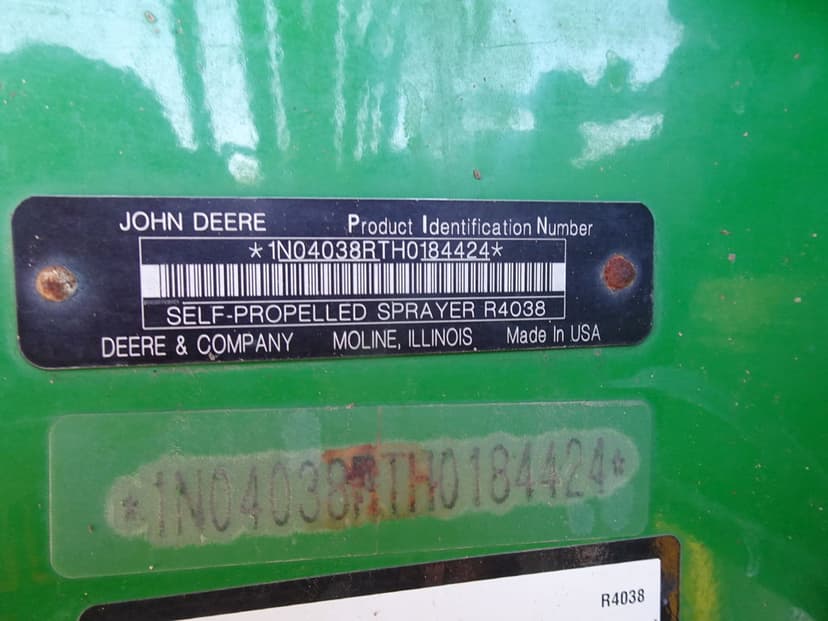 JOHN DEERE Product Identification Number
*1N04038RTH0184424*
SELF-PROPELLED SPRAYER R4038
DEERE & COMPANY MOLINE, ILLINOIS Made In USA
*1N04038RTH0184424*
R4038